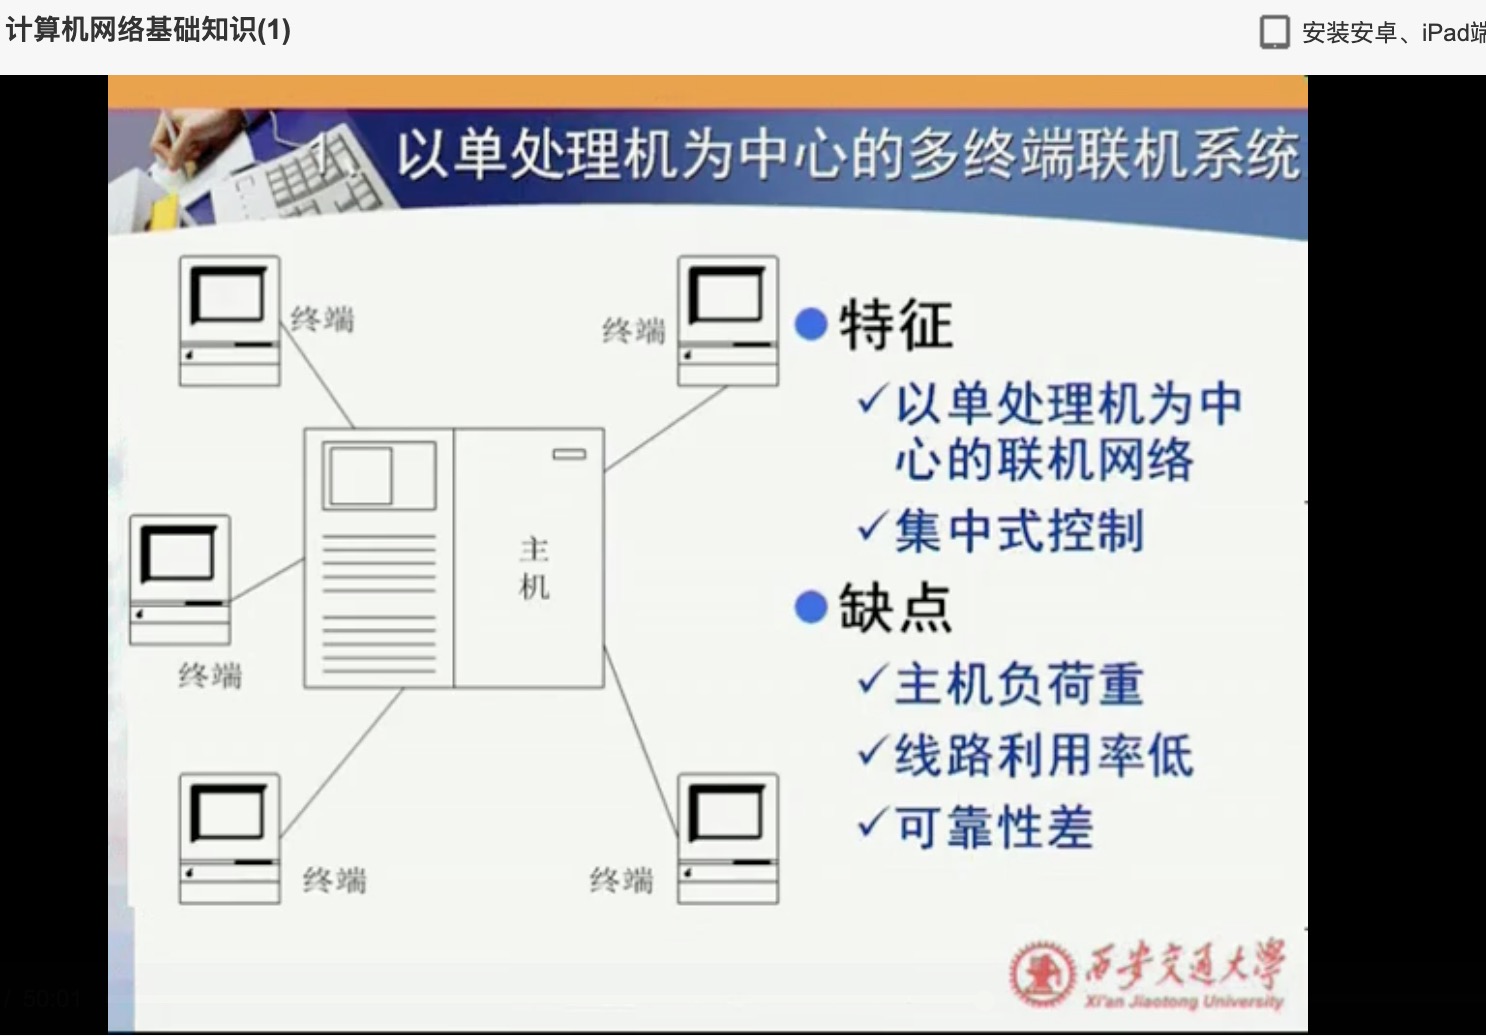 计算机网络基础知识(1)
安装安卓、iPad端
1、以单处理机为中心的多终端联机系统
终端
终端
终端
主
机
终端
终端
特征
✓以单处理机为中
心的联机网络
✓集中式控制
缺点
✓主机负荷重
✓线路利用率低
✓可靠性差
西安交通大学
Xi'an Jiaotong University
/ 50:01